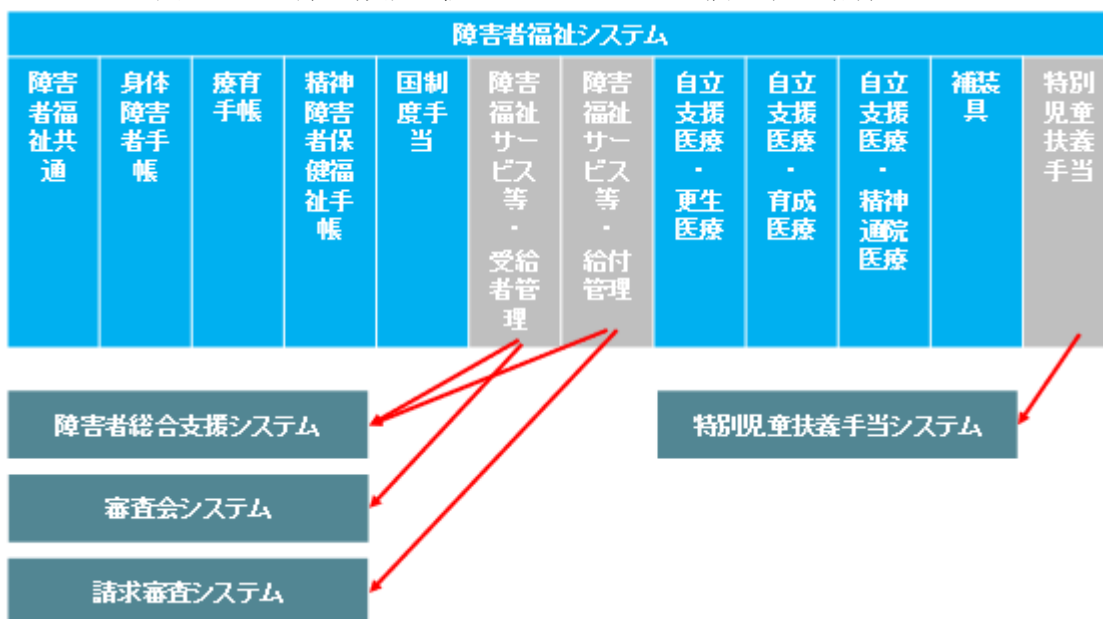 障害者福祉システム
障害
者福
祉共
通
身体
障害
者手
帳
療育
手帳
精神
障害
者保
健福
祉手
帳
国制
度手
当
障害
福祉
サー
ビス
等
・
受給
者管
理
障害
福祉
サー
ビス
等
・
給付
管理
自立
支援
医療
・
更生
医療
自立
支援
医療
・
育成
医療
自立
支援
医療
・
精神
通院
医療
補装
具
特別
児童
扶養
手当
障害者総合支援システム
特別児童扶養手当システム
審査会システム
請求審査システム